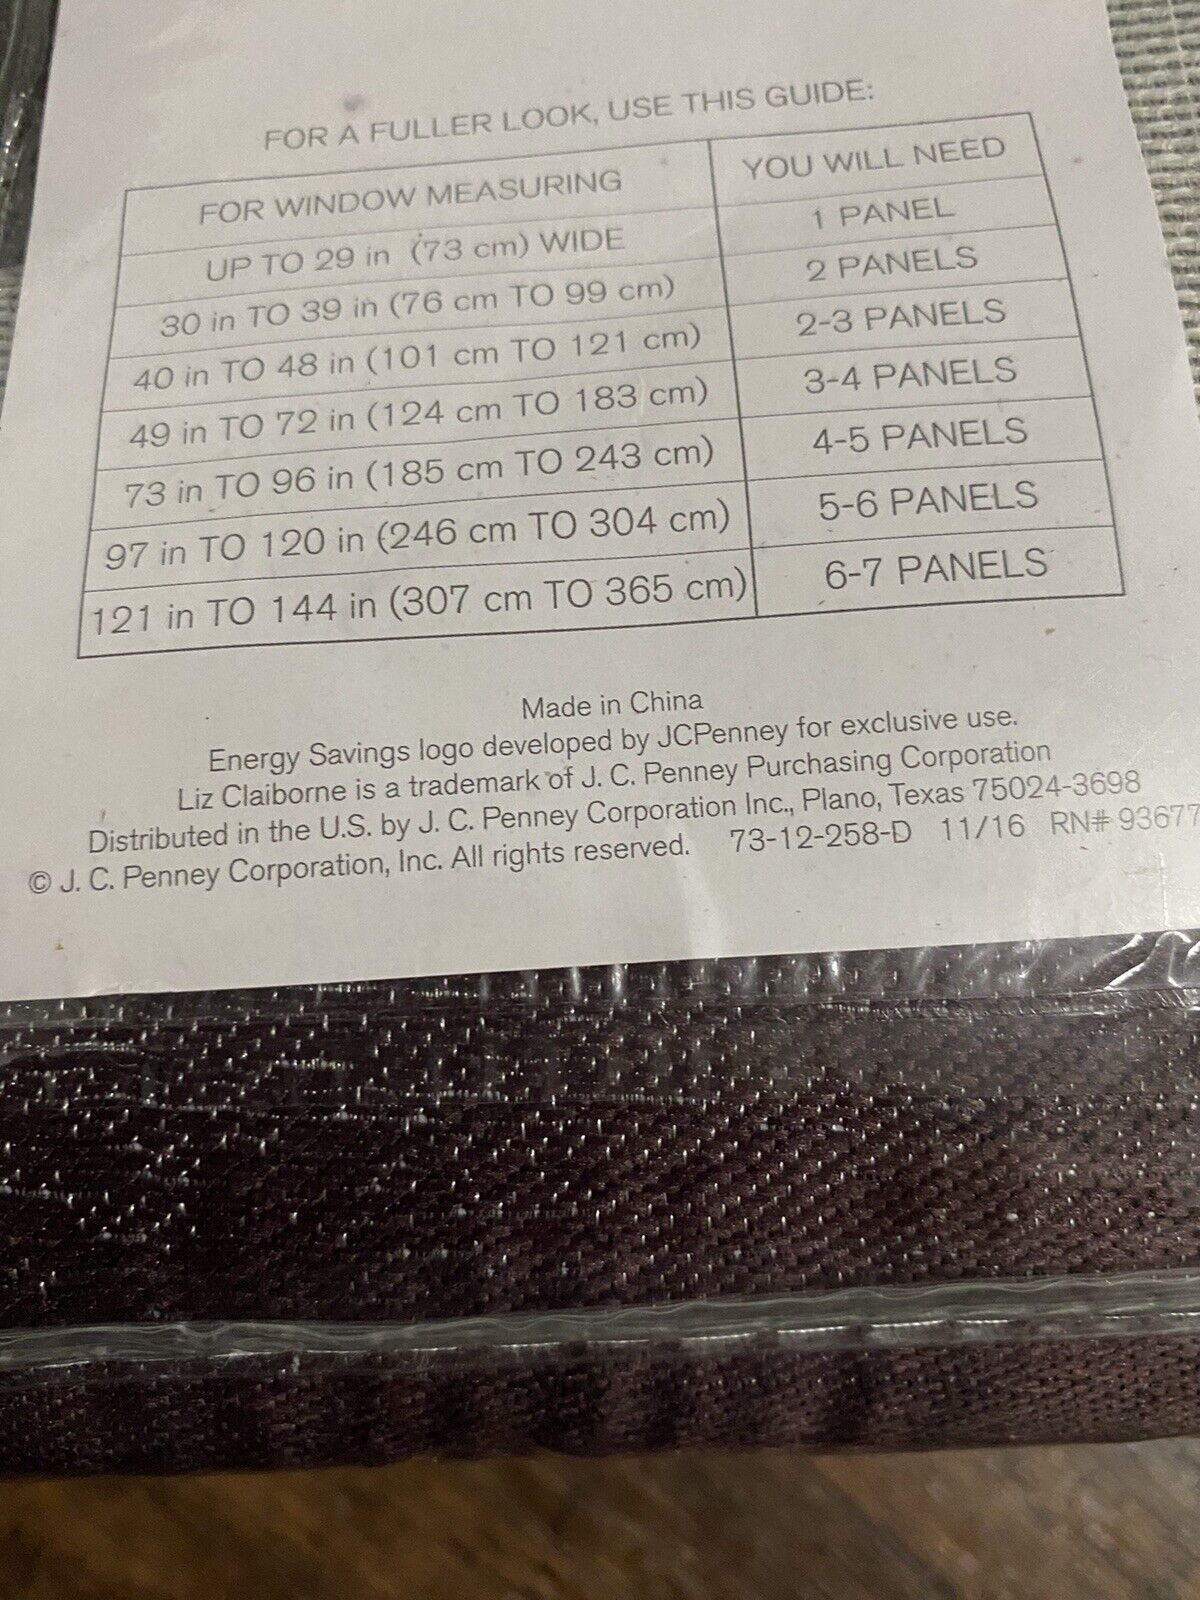 FOR A FULLER LOOK, USE THIS GUIDE:
FOR WINDOW MEASURING YOU WILL NEED
UP TO 29 in (73 cm) WIDE 1 PANEL
30 in TO 39 in (76 cm TO 99 cm) 2 PANELS
40 in TO 48 in (101 cm TO 121 cm) 2-3 PANELS
49 in TO 72 in (124 cm TO 183 cm) 3-4 PANELS
73 in TO 96 in (185 cm TO 243 cm) 4-5 PANELS
97 in TO 120 in (246 cm TO 304 cm) 5-6 PANELS
121 in TO 144 in (307 cm TO 365 cm) 6-7 PANELS
Made in China
Energy Savings logo developed by JCPenney for exclusive use.
Liz Claiborne is a trademark of J. C. Penney Purchasing Corporation
Distributed in the U.S. by J. C. Penney Corporation Inc., Plano, Texas 75024-3698
© J. C. Penney Corporation, Inc. All rights reserved. 73-12-258-D 11/16 RN# 93677